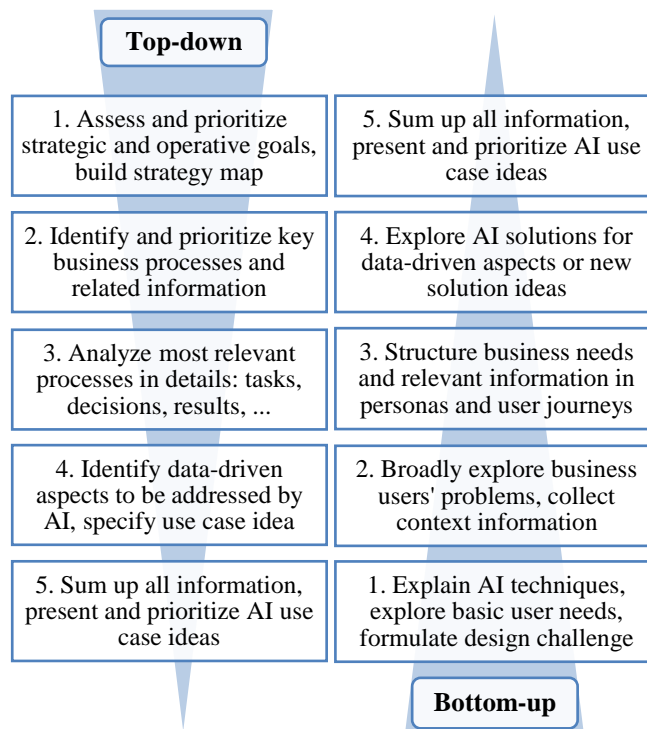 Top-down
1. Assess and prioritize
strategic and operative goals,
build strategy map
2. Identify and prioritize key
business processes and
related information
3. Analyze most relevant
processes in details: tasks,
decisions, results, ...
4. Identify data-driven
aspects to be addressed by
AI, specify use case idea
5. Sum up all information,
present and prioritize AI use
case ideas
5. Sum up all information,
present and prioritize AI use
case ideas
4. Explore AI solutions for
data-driven aspects or new
solution ideas
3. Structure business needs
and relevant information in
personas and user journeys
2. Broadly explore business
users' problems, collect
context information
1. Explain AI techniques,
explore basic user needs,
formulate design challenge
Bottom-up